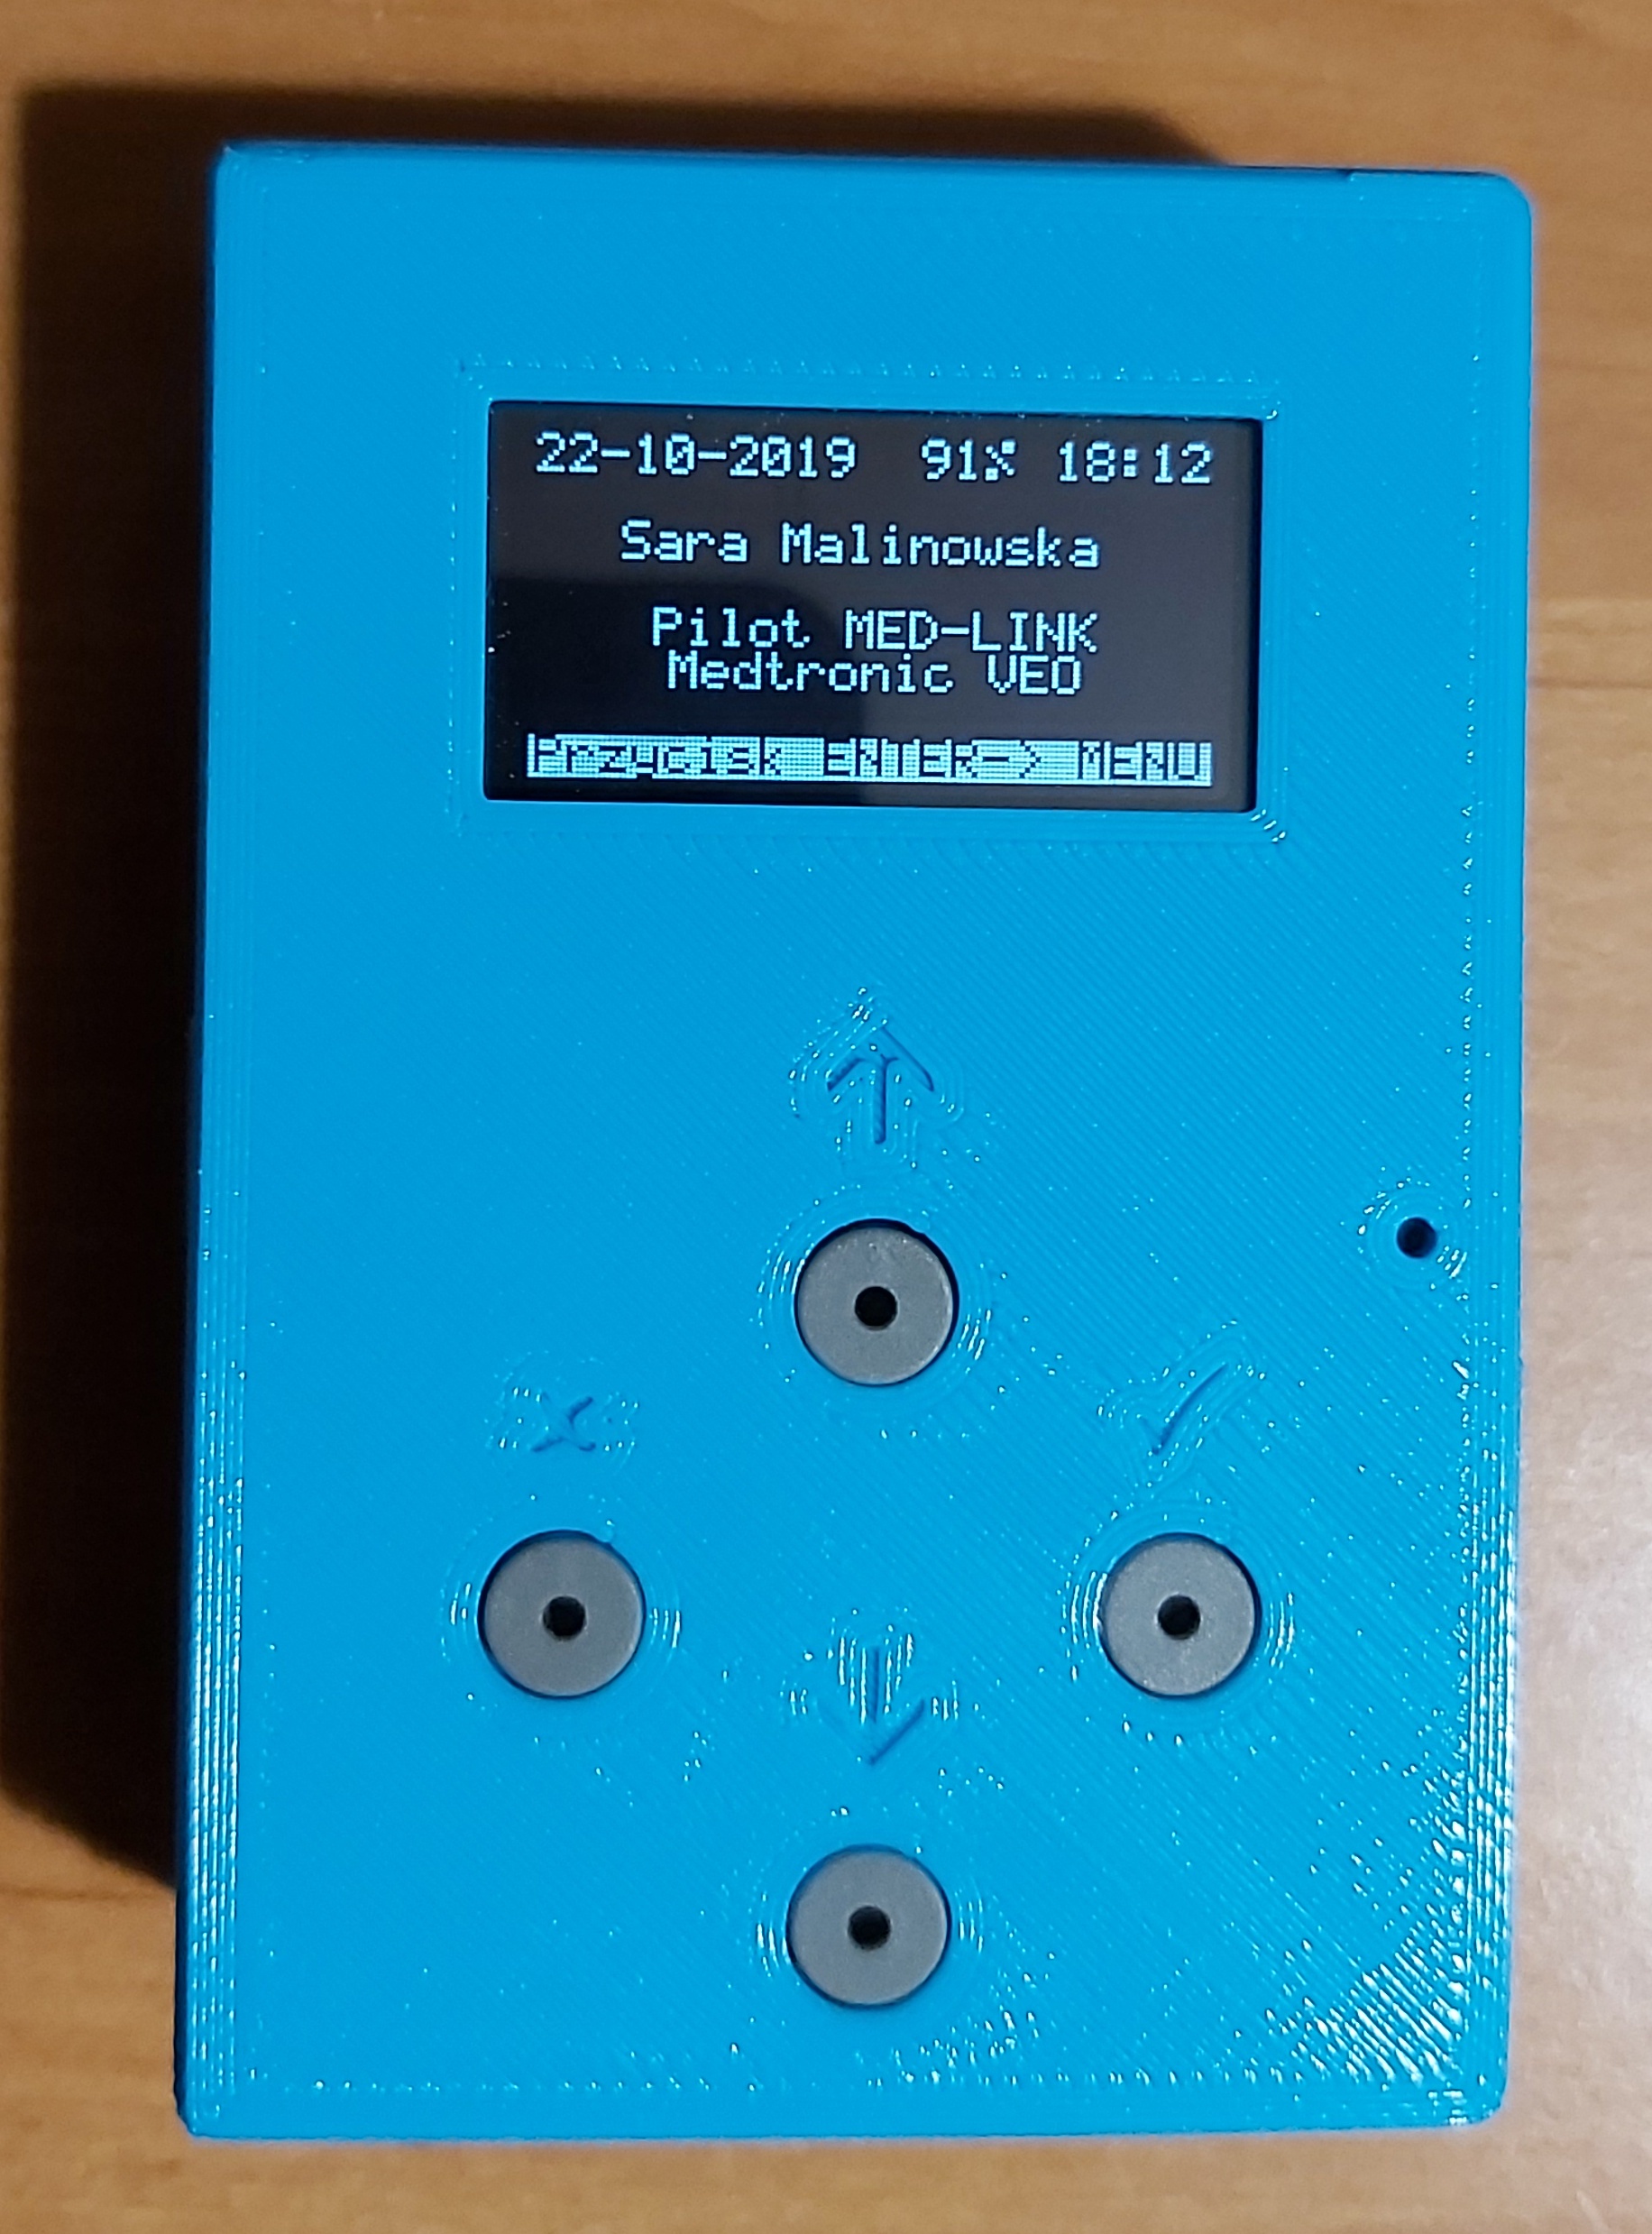 22-10-2019 91% 18:12
Sara Malinowska
Pilot MED-LINK
Medtronic VEO
Przycisk ENTER-> MENU